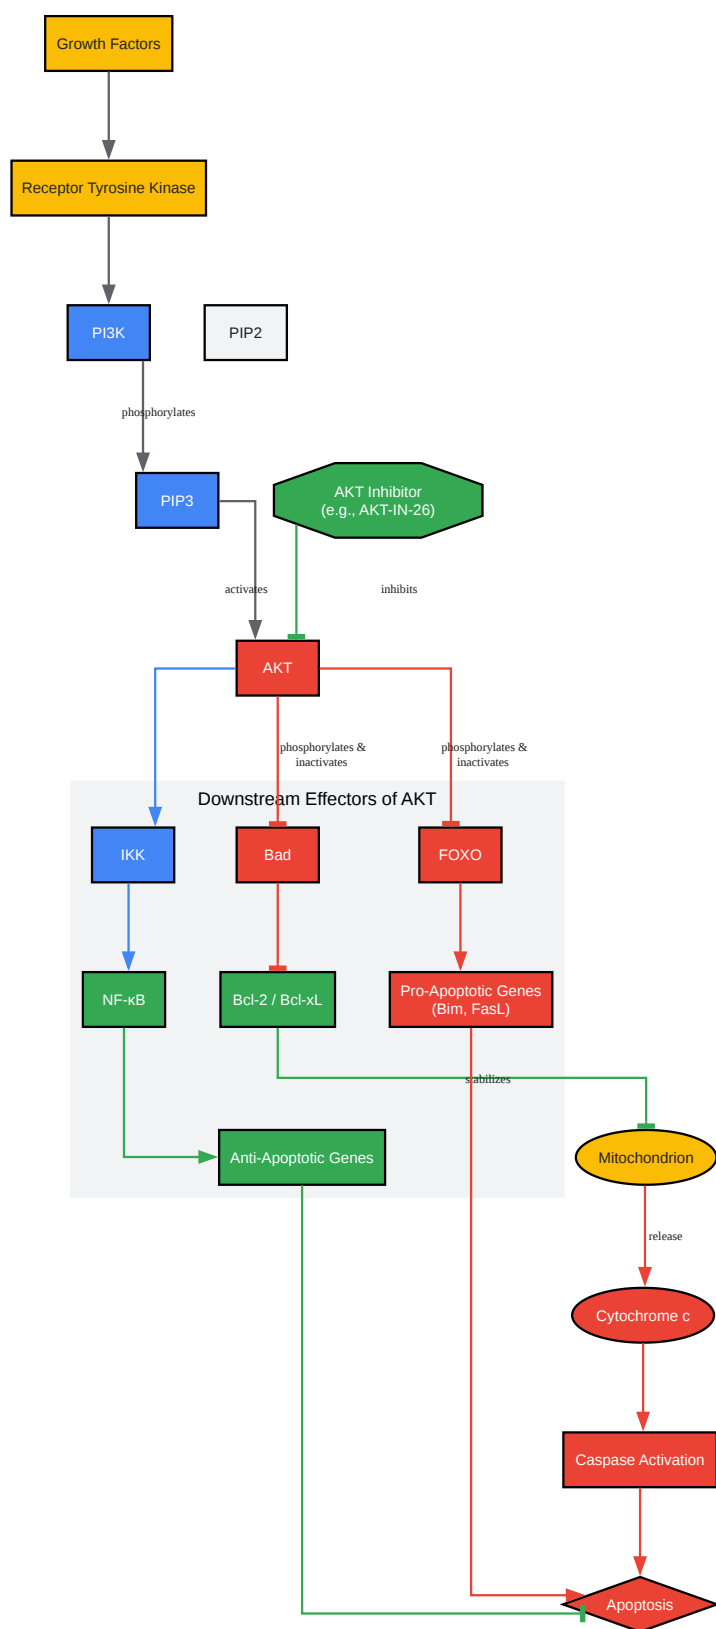 Growth Factors
Receptor Tyrosine Kinase
PI3K
PIP2
phosphorylates
PIP3
AKT Inhibitor
(e.g., AKT-IN-26)
activates
inhibits
AKT
phosphorylates &
inactivates
phosphorylates &
inactivates
Downstream Effectors of AKT
IKK
Bad
FOXO
NF-κB
Bcl-2 / Bcl-xL
Pro-Apoptotic Genes
(Bim, FasL)
stabilizes
Anti-Apoptotic Genes
Mitochondrion
release
Cytochrome c
Caspase Activation
Apoptosis